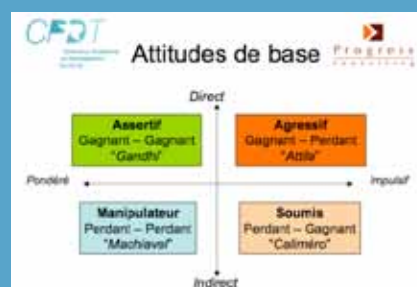 CFDT
Attitudes de base
Progress
Direct
Assertif
Gagnant – Gagnant
"Gandhi"
Agressif
Gagnant – Perdant
"Attila"
Pondéré
Impulsif
Manipulateur
Perdant – Perdant
"Machiavel"
Soumis
Perdant – Gagnant
"Caliméro"
Indirect